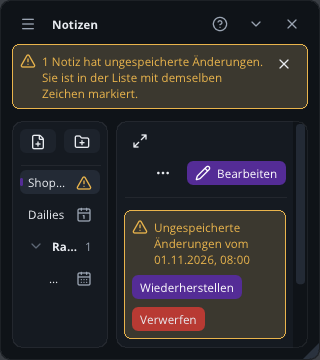 Notizen
1 Notiz hat ungespeicherte Änderungen.
Sie ist in der Liste mit demselben
Zeichen markiert.
Shop...
Dailies
Ra... 1
...
Bearbeiten
Ungespeicherte
Änderungen vom
01.11.2026, 08:00
Wiederherstellen
Verwerfen